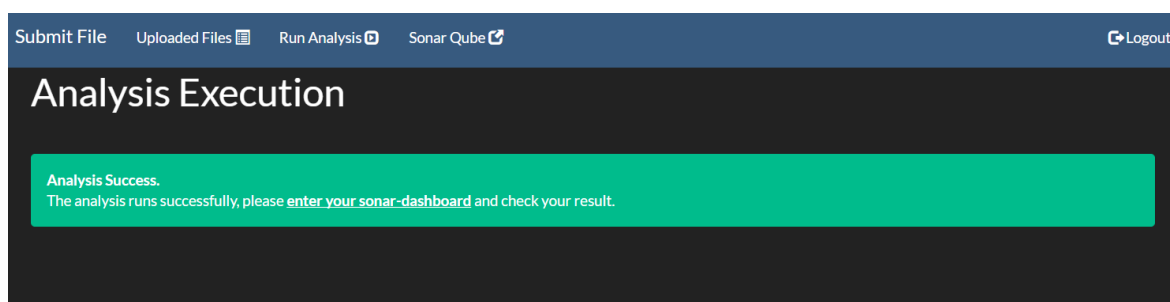 Submit File Uploaded Files Run Analysis Sonar Qube Logout
Analysis Execution
Analysis Success.
The analysis runs successfully, please enter your sonar-dashboard and check your result.